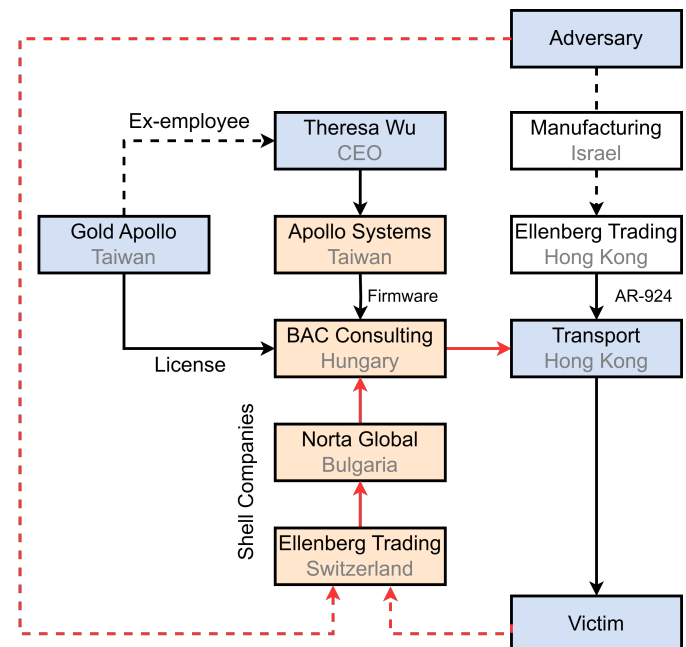 Adversary
Ex-employee
Theresa Wu
CEO
Manufacturing
Israel
Gold Apollo
Taiwan
Apollo Systems
Taiwan
Ellenberg Trading
Hong Kong
Firmware
AR-924
BAC Consulting
Hungary
Transport
Hong Kong
License
Shell Companies
Norta Global
Bulgaria
Ellenberg Trading
Switzerland
Victim